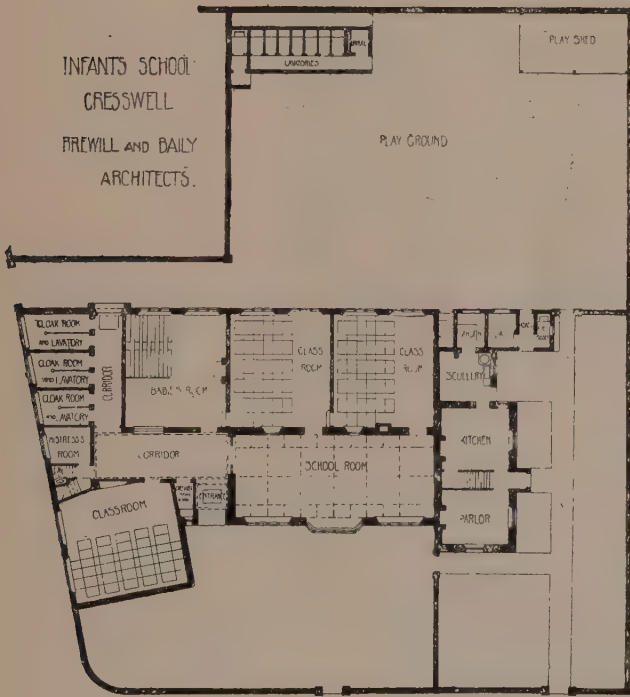 INFANTS SCHOOL
CRESSWELL
BREWILL AND BAILY
ARCHITECTS.
URINAL
LAVATORIES
PLAY SHED
PLAY GROUND
CLOAK ROOM
AND LAVATORY
CLOAK ROOM
AND LAVATORY
CLOAK ROOM
AND LAVATORY
MISTRESS'S
ROOM
CORRIDOR
BABIES ROOM
CLASS
ROOM
CLASS
ROOM
SCULLERY
KITCHEN
PARLOR
CORRIDOR
SCHOOL ROOM
ENTRANCE
CLASSROOM